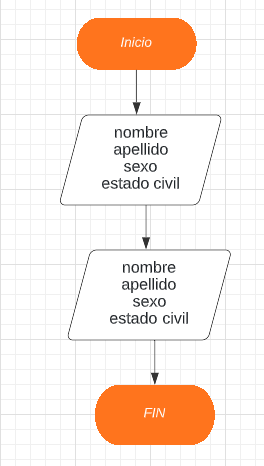 Inicio
nombre
apellido
sexo
estado civil
nombre
apellido
sexo
estado civil
FIN